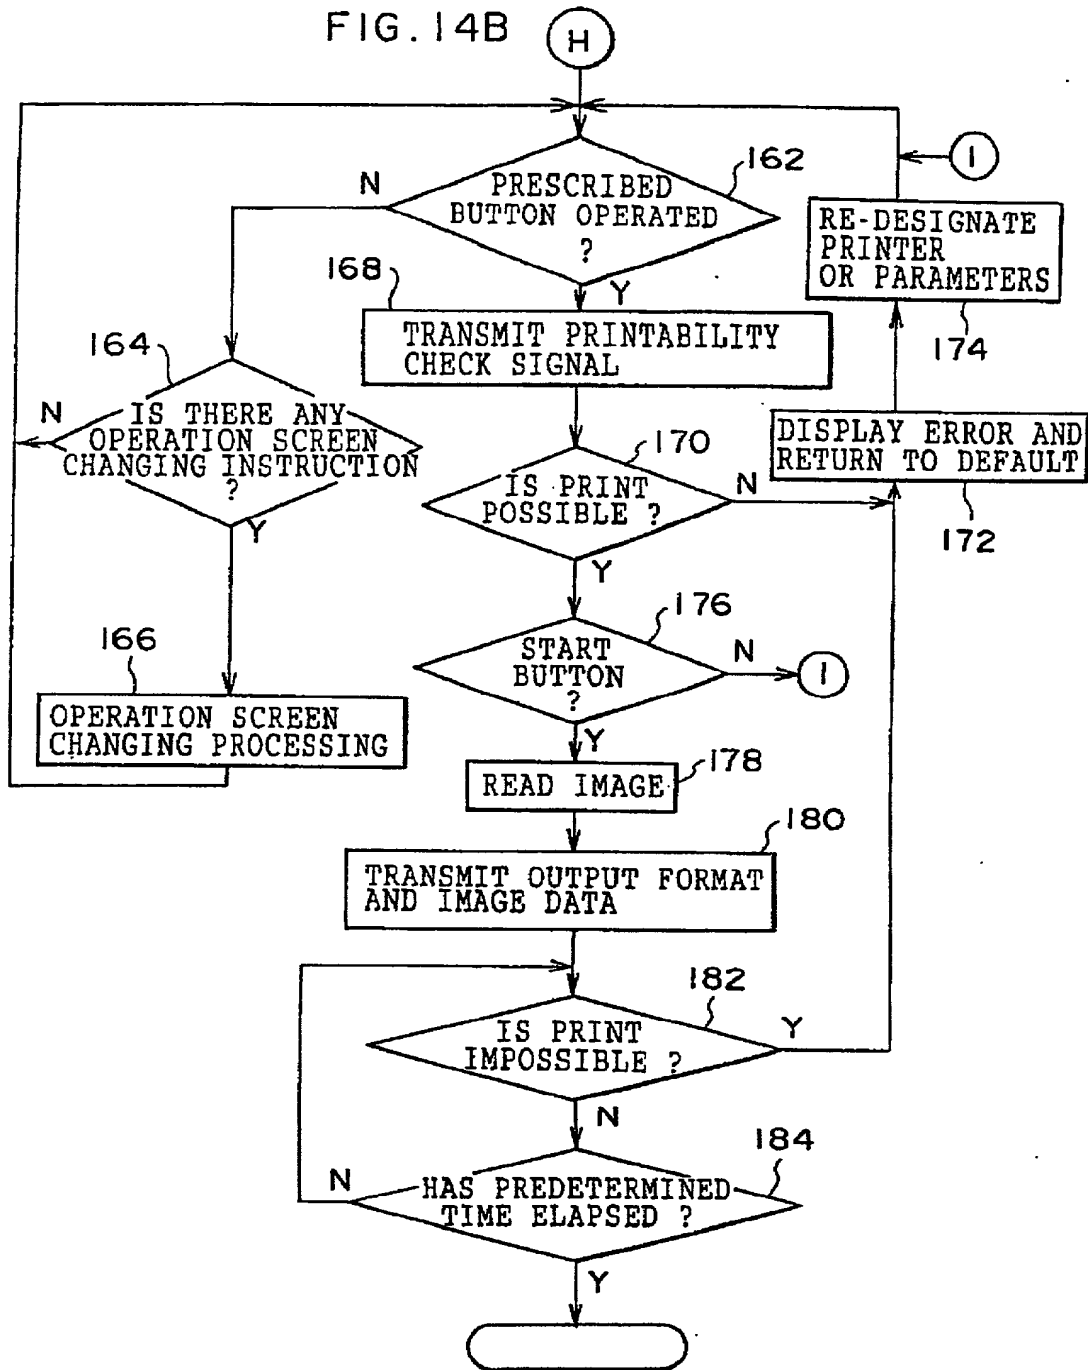 FIG. 14B
H
162
N
PRESCRIBED
BUTTON OPERATED
?
Y
I
RE-DESIGNATE
PRINTER
OR PARAMETERS
174
168
TRANSMIT PRINTABILITY
CHECK SIGNAL
164
N
IS THERE ANY
OPERATION SCREEN
CHANGING INSTRUCTION
?
Y
170
IS PRINT
POSSIBLE ?
N
Y
DISPLAY ERROR AND
RETURN TO DEFAULT
172
176
START
BUTTON
?
N
I
Y
166
OPERATION SCREEN
CHANGING PROCESSING
178
READ IMAGE
180
TRANSMIT OUTPUT FORMAT
AND IMAGE DATA
182
IS PRINT
IMPOSSIBLE ?
Y
N
184
N
HAS PREDETERMINED
TIME ELAPSED ?
Y